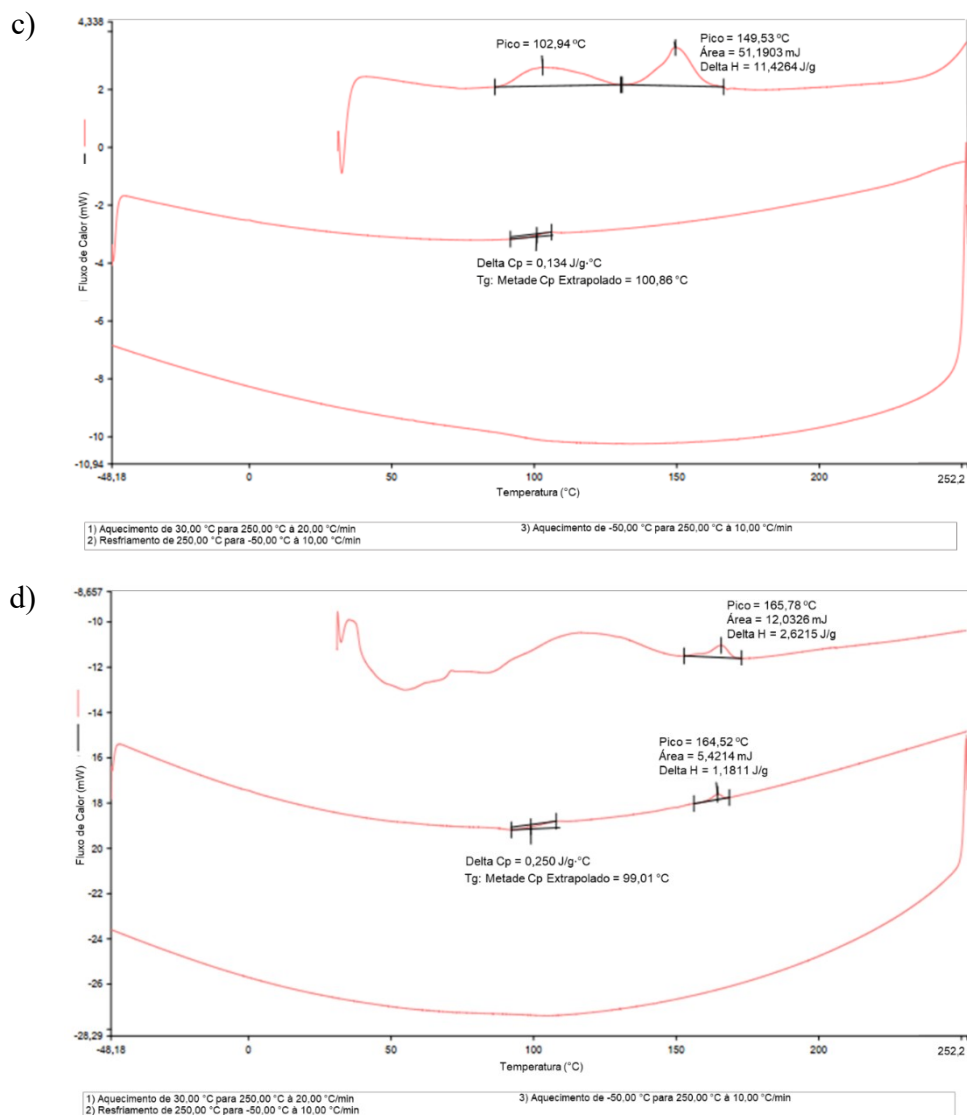 c)
4,338
Pico = 102,94 ºC
Pico = 149,53 ºC
Área = 51,1903 mJ
Delta H = 11,4264 J/g
2
0
-2
-4
-6
-8
-10
-10,94
Fluxo de Calor (mW)
Delta Cp = 0,134 J/g·°C
Tg: Metade Cp Extrapolado = 100,86 °C
-48,18
0
50
100
150
200
252,2
Temperatura (°C)
1) Aquecimento de 30,00 °C para 250,00 °C à 20,00 °C/min
3) Aquecimento de -50,00 °C para 250,00 °C à 10,00 °C/min
2) Resfriamento de 250,00 °C para -50,00 °C à 10,00 °C/min
d)
-8,657
Pico = 165,78 ºC
Área = 12,0326 mJ
Delta H = 2,6215 J/g
-10
-12
-14
16
18
20
-22
-24
-26
-28,29
Fluxo de Calor (mW)
Pico = 164,52 ºC
Área = 5,4214 mJ
Delta H = 1,1811 J/g
Delta Cp = 0,250 J/g·°C
Tg: Metade Cp Extrapolado = 99,01 °C
-48,18
0
50
100
150
200
252,2
Temperatura (°C)
1) Aquecimento de 30,00 °C para 250,00 °C à 20,00 °C/min
3) Aquecimento de -50,00 °C para 250,00 °C à 10,00 °C/min
2) Resfriamento de 250,00 °C para -50,00 °C à 10,00 °C/min